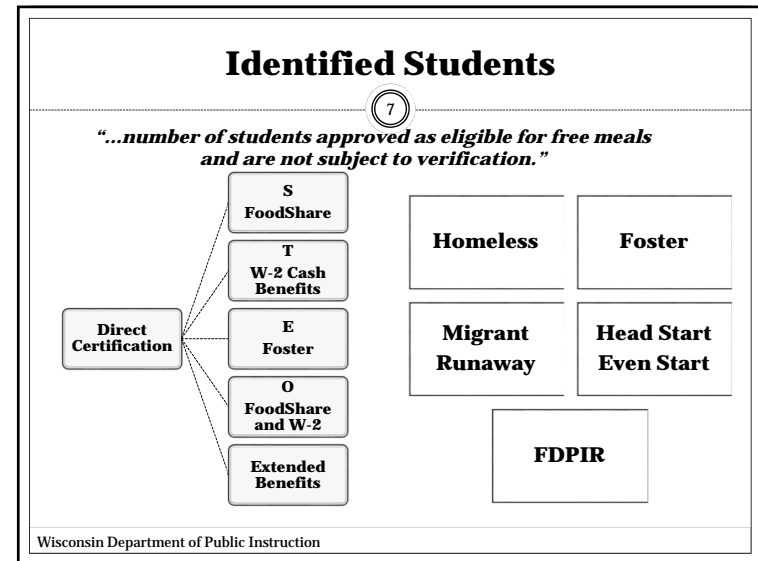 Identified Students
7
“...number of students approved as eligible for free meals
and are not subject to verification.”
Direct
Certification
S
FoodShare
T
W-2 Cash
Benefits
E
Foster
O
FoodShare
and W-2
Extended
Benefits
Homeless
Foster
Migrant
Runaway
Head Start
Even Start
FDPIR
Wisconsin Department of Public Instruction